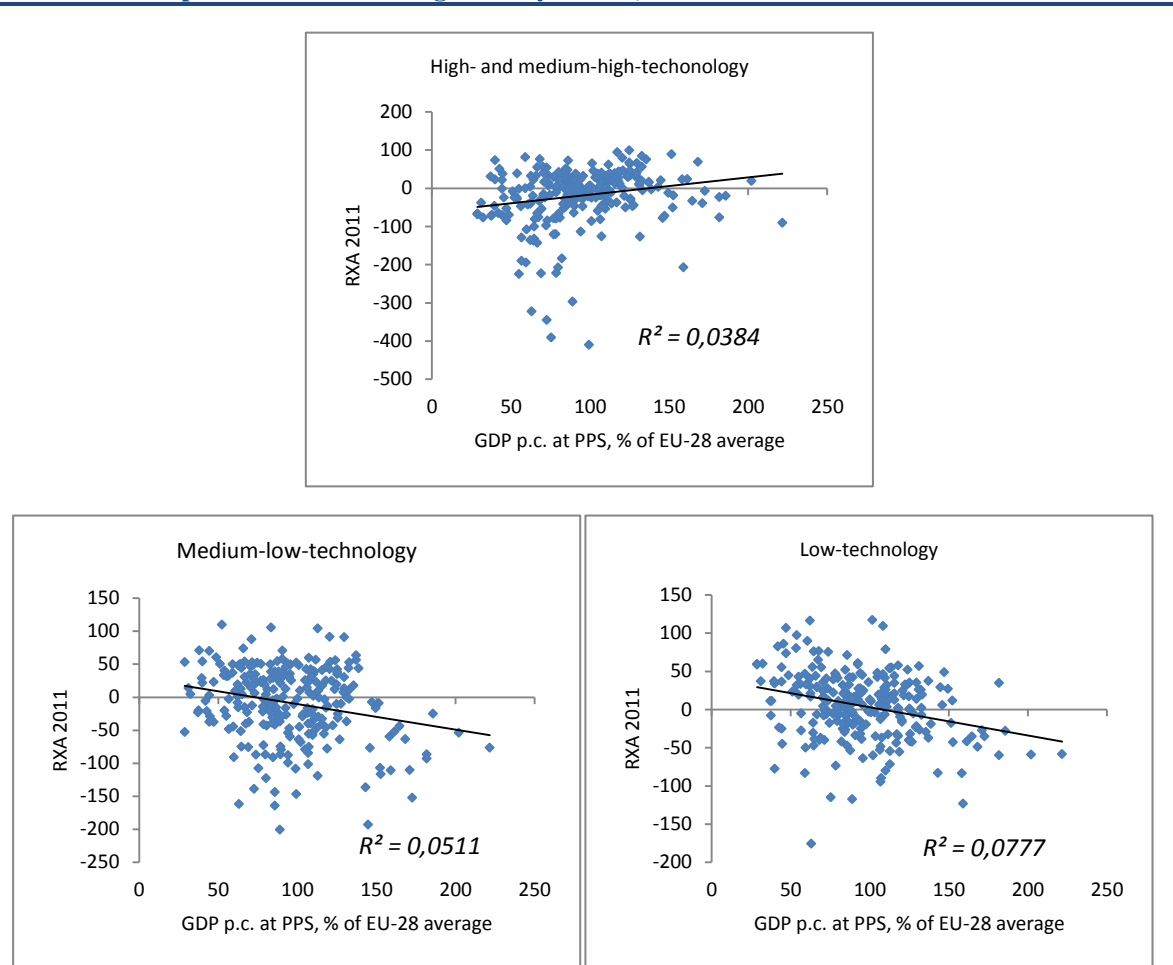 High- and medium-high-techonology
200
100
0
-100
-200
-300
-400
-500
RXA 2011
R² = 0,0384
0 50 100 150 200 250
GDP p.c. at PPS, % of EU-28 average
Medium-low-technology
150
100
50
0
-50
-100
-150
-200
-250
RXA 2011
R² = 0,0511
0 50 100 150 200 250
GDP p.c. at PPS, % of EU-28 average
Low-technology
150
100
50
0
-50
-100
-150
-200
RXA 2011
R² = 0,0777
0 50 100 150 200 250
GDP p.c. at PPS, % of EU-28 average